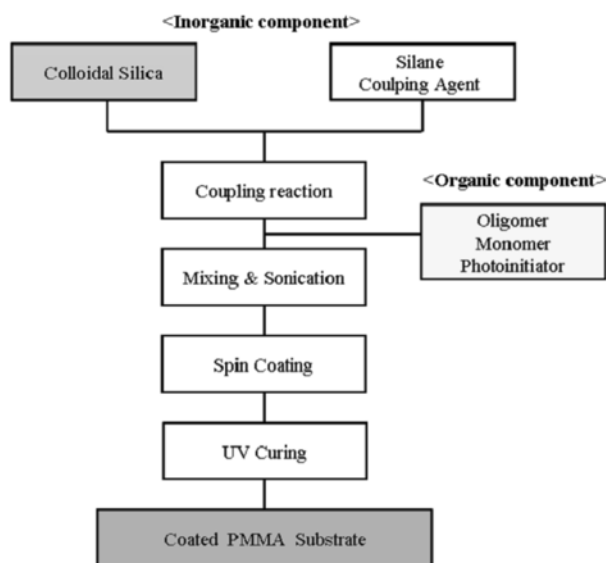 <Inorganic component>
Colloidal Silica
Silane
Coulping Agent
Coupling reaction
<Organic component>
Oligomer
Monomer
Photoinitiator
Mixing & Sonication
Spin Coating
UV Curing
Coated PMMA Substrate